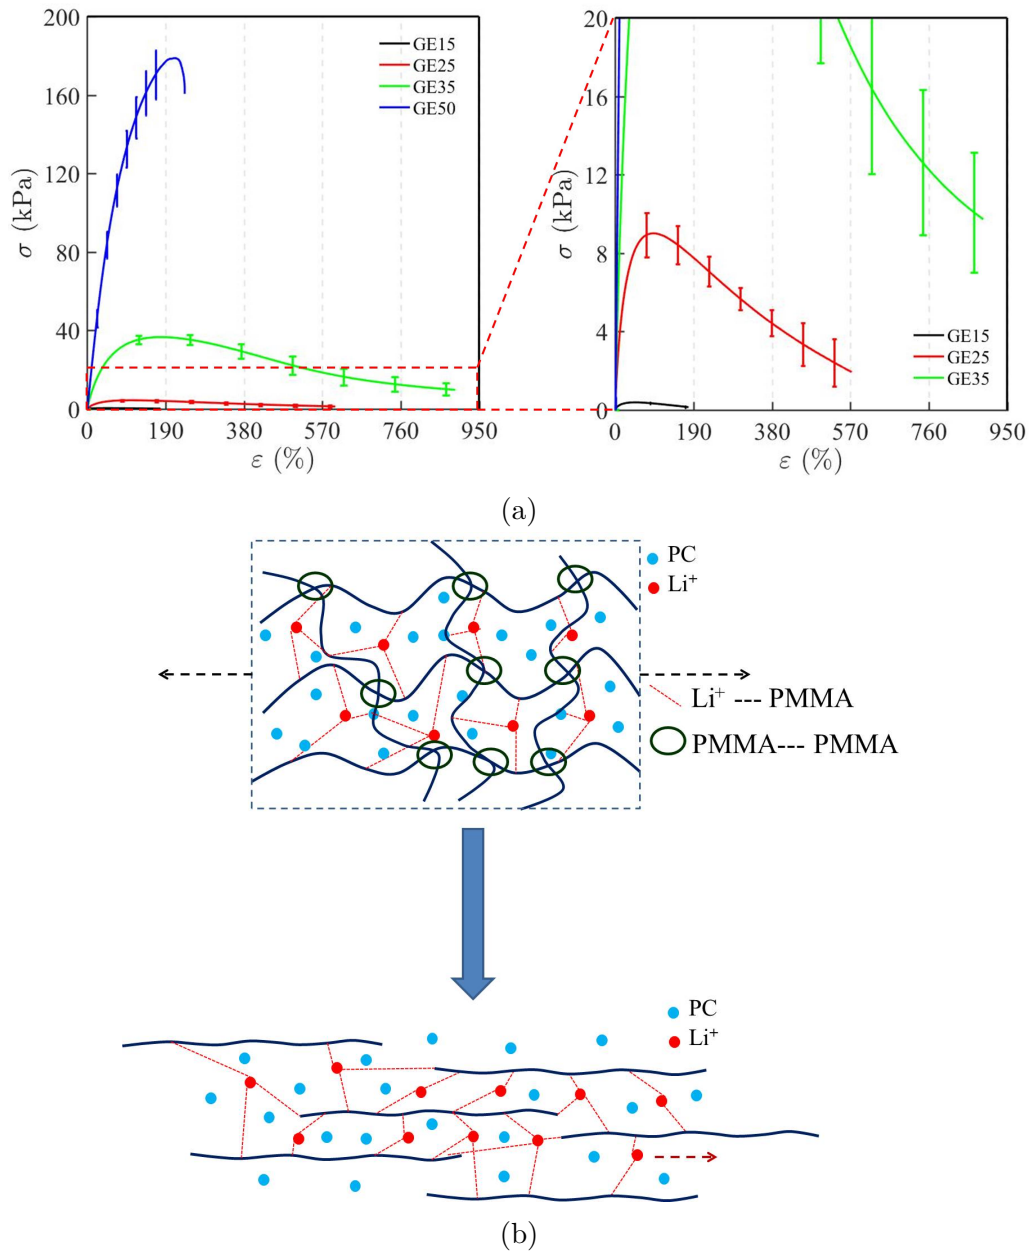 200
160
120
80
40
0
σ (kPa)
GE15
GE25
GE35
GE50
0 190 380 570 760 950
ε (%)
20
16
12
8
4
0
σ (kPa)
GE15
GE25
GE35
0 190 380 570 760 950
ε (%)
(a)
PC
Li⁺
Li⁺ --- PMMA
PMMA--- PMMA
PC
Li⁺
(b)